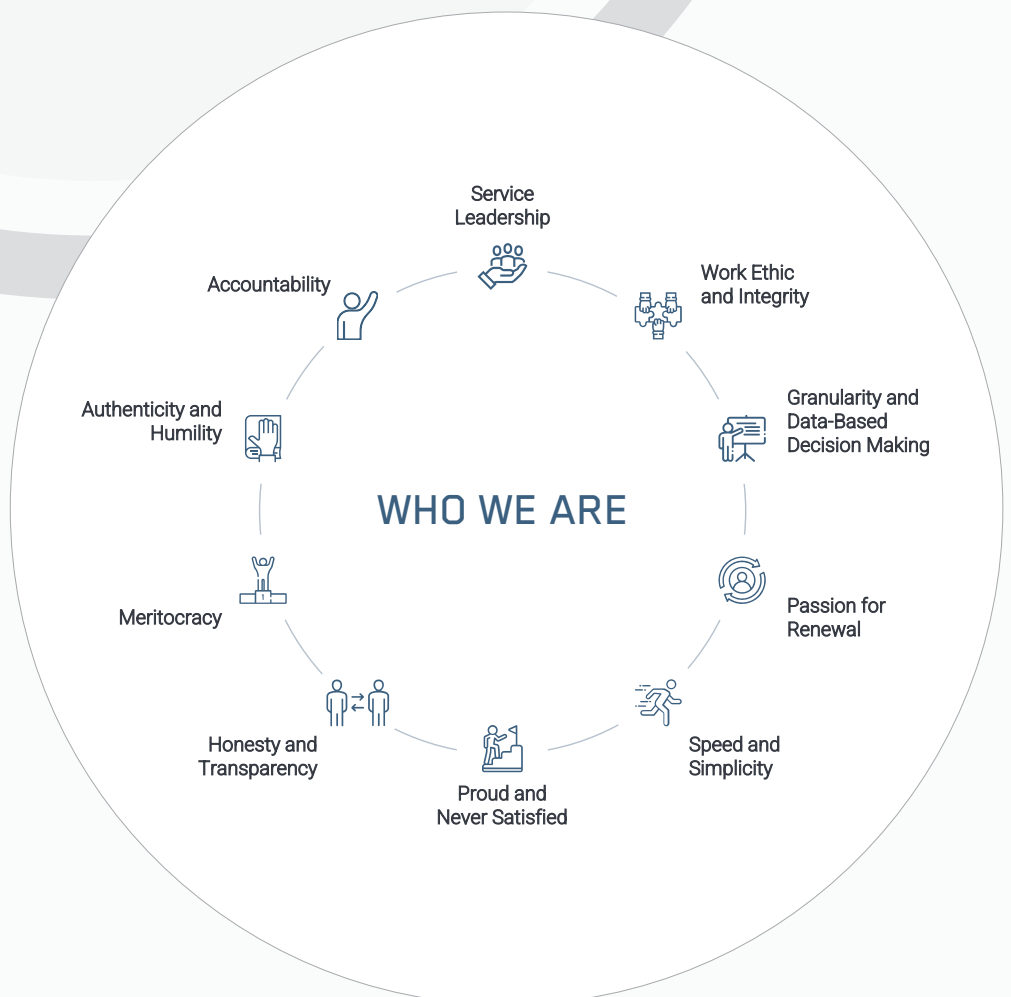 Service
Leadership
Work Ethic
and Integrity
Granularity and
Data-Based
Decision Making
Passion for
Renewal
Speed and
Simplicity
Proud and
Never Satisfied
Honesty and
Transparency
Meritocracy
Authenticity and
Humility
Accountability
WHO WE ARE